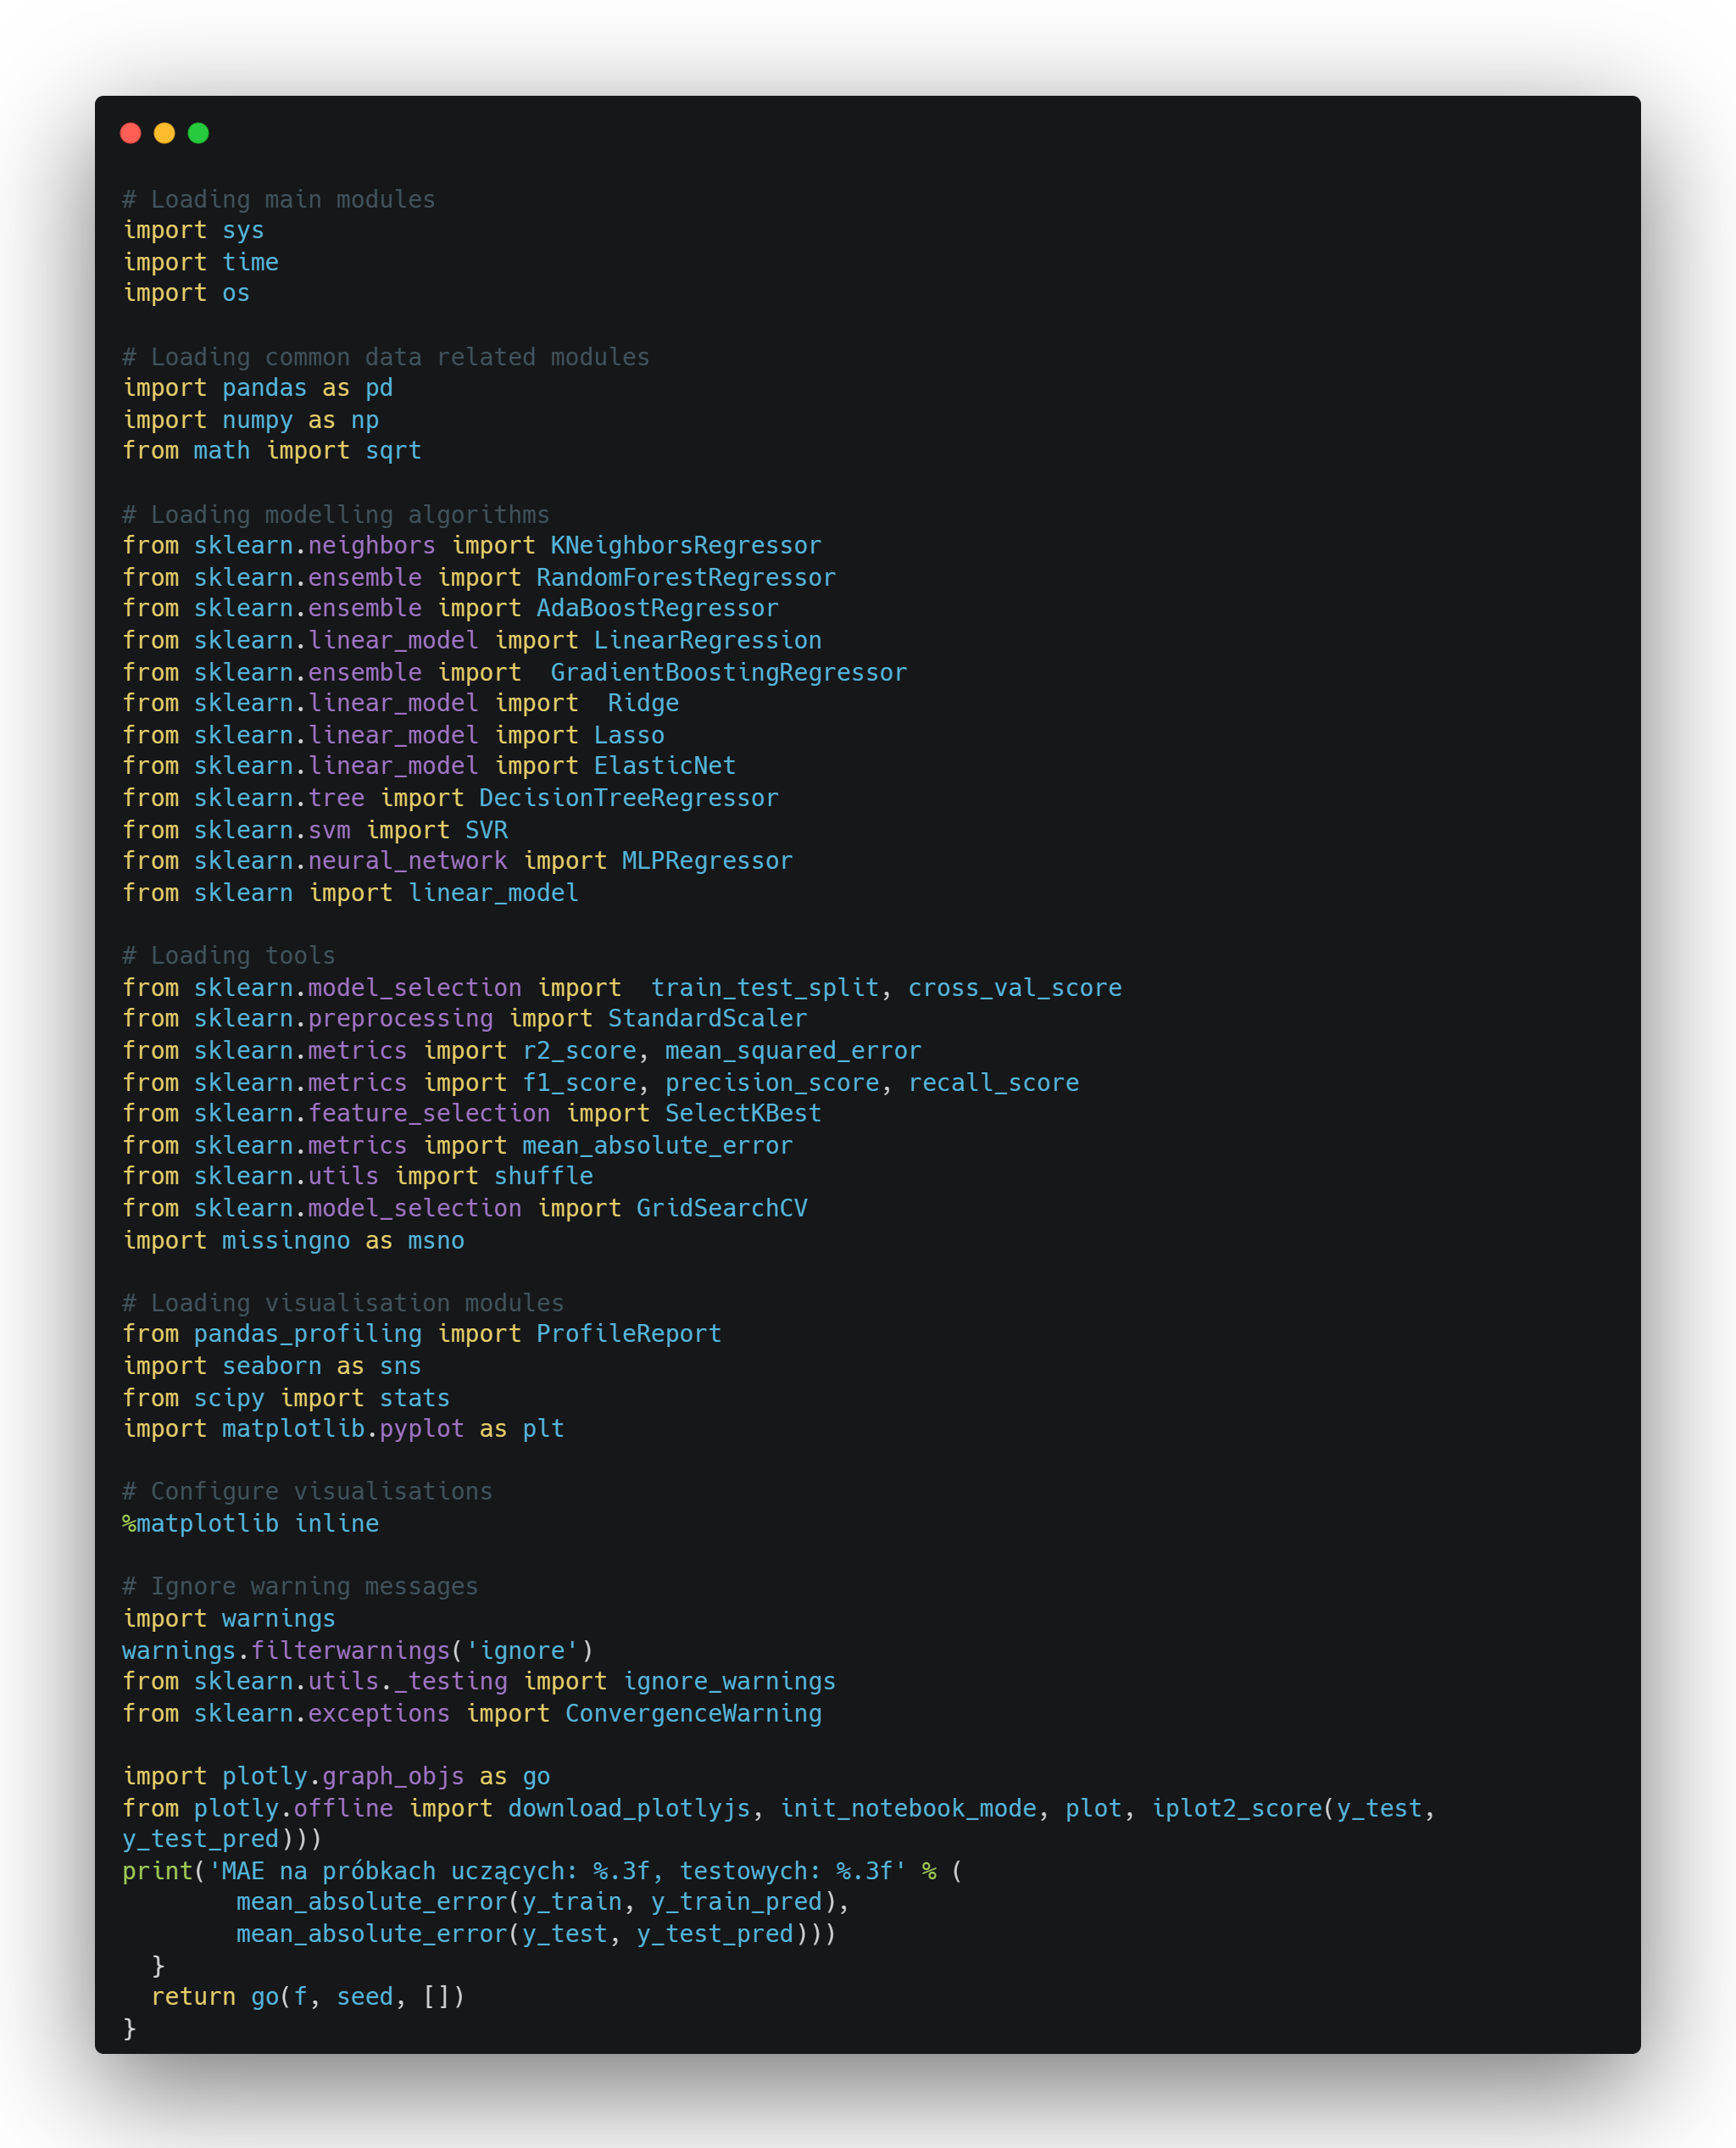 # Loading main modules
import sys
import time
import os

# Loading common data related modules
import pandas as pd
import numpy as np
from math import sqrt

# Loading modelling algorithms
from sklearn.neighbors import KNeighborsRegressor
from sklearn.ensemble import RandomForestRegressor
from sklearn.ensemble import AdaBoostRegressor
from sklearn.linear_model import LinearRegression
from sklearn.ensemble import  GradientBoostingRegressor
from sklearn.linear_model import  Ridge
from sklearn.linear_model import Lasso
from sklearn.linear_model import ElasticNet
from sklearn.tree import DecisionTreeRegressor
from sklearn.svm import SVR
from sklearn.neural_network import MLPRegressor
from sklearn import linear_model

# Loading tools
from sklearn.model_selection import  train_test_split, cross_val_score
from sklearn.preprocessing import StandardScaler
from sklearn.metrics import r2_score, mean_squared_error
from sklearn.metrics import f1_score, precision_score, recall_score
from sklearn.feature_selection import SelectKBest
from sklearn.metrics import mean_absolute_error
from sklearn.utils import shuffle
from sklearn.model_selection import GridSearchCV
import missingno as msno

# Loading visualisation modules
from pandas_profiling import ProfileReport
import seaborn as sns
from scipy import stats
import matplotlib.pyplot as plt

# Configure visualisations
%matplotlib inline

# Ignore warning messages
import warnings
warnings.filterwarnings('ignore')
from sklearn.utils._testing import ignore_warnings
from sklearn.exceptions import ConvergenceWarning

import plotly.graph_objs as go
from plotly.offline import download_plotlyjs, init_notebook_mode, plot, iplot2_score(y_test,
y_test_pred)))
print('MAE na próbkach uczących: %.3f, testowych: %.3f' % (
        mean_absolute_error(y_train, y_train_pred),
        mean_absolute_error(y_test, y_test_pred)))
  }
  return go(f, seed, [])
}